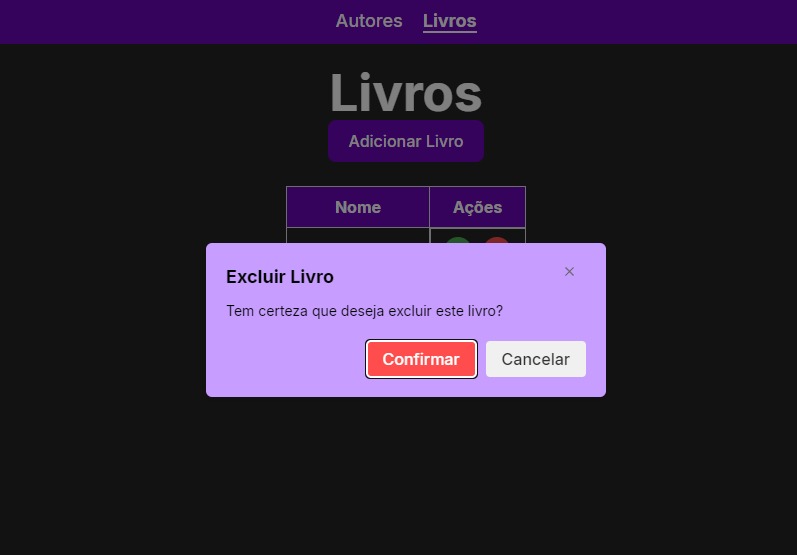 Autores Livros
Livros
Adicionar Livro
Nome Ações
Excluir Livro ×
Tem certeza que deseja excluir este livro?
Confirmar Cancelar